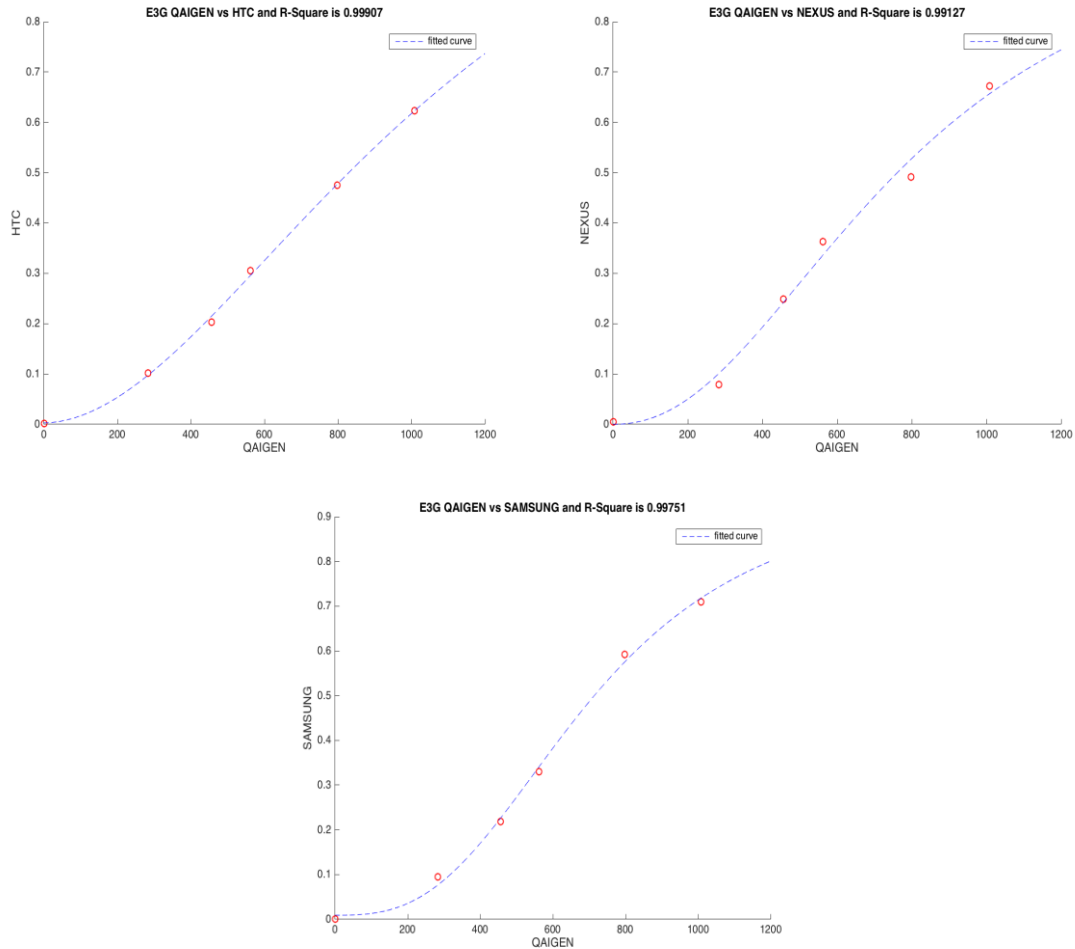 E3G QAIGEN vs HTC and R-Square is 0.99907
fitted curve
0.8
0.7
0.6
0.5
0.4
0.3
0.2
0.1
0
HTC
0 200 400 600 800 1000 1200
QAIGEN
E3G QAIGEN vs NEXUS and R-Square is 0.99127
fitted curve
0.8
0.7
0.6
0.5
0.4
0.3
0.2
0.1
0
NEXUS
0 200 400 600 800 1000 1200
QAIGEN
E3G QAIGEN vs SAMSUNG and R-Square is 0.99751
fitted curve
0.9
0.8
0.7
0.6
0.5
0.4
0.3
0.2
0.1
0
SAMSUNG
0 200 400 600 800 1000 1200
QAIGEN